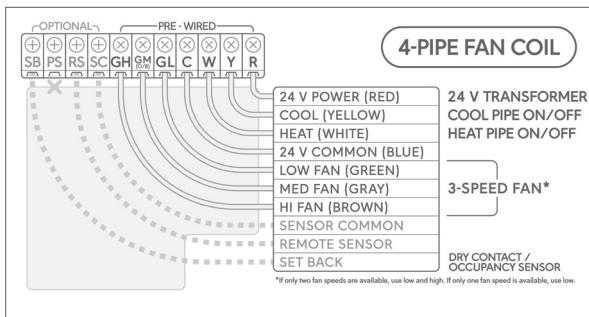 OPTIONAL PRE - WIRED
SB PS RS SC GH GM (O/B) GL C W Y R
4-PIPE FAN COIL
24 V POWER (RED) 24 V TRANSFORMER
COOL (YELLOW) COOL PIPE ON/OFF
HEAT (WHITE) HEAT PIPE ON/OFF
24 V COMMON (BLUE)
LOW FAN (GREEN)
MED FAN (GRAY) 3-SPEED FAN*
HI FAN (BROWN)
SENSOR COMMON
REMOTE SENSOR
SET BACK
DRY CONTACT /
OCCUPANCY SENSOR
*If only two fan speeds are available, use low and high. If only one fan speed is available, use low.